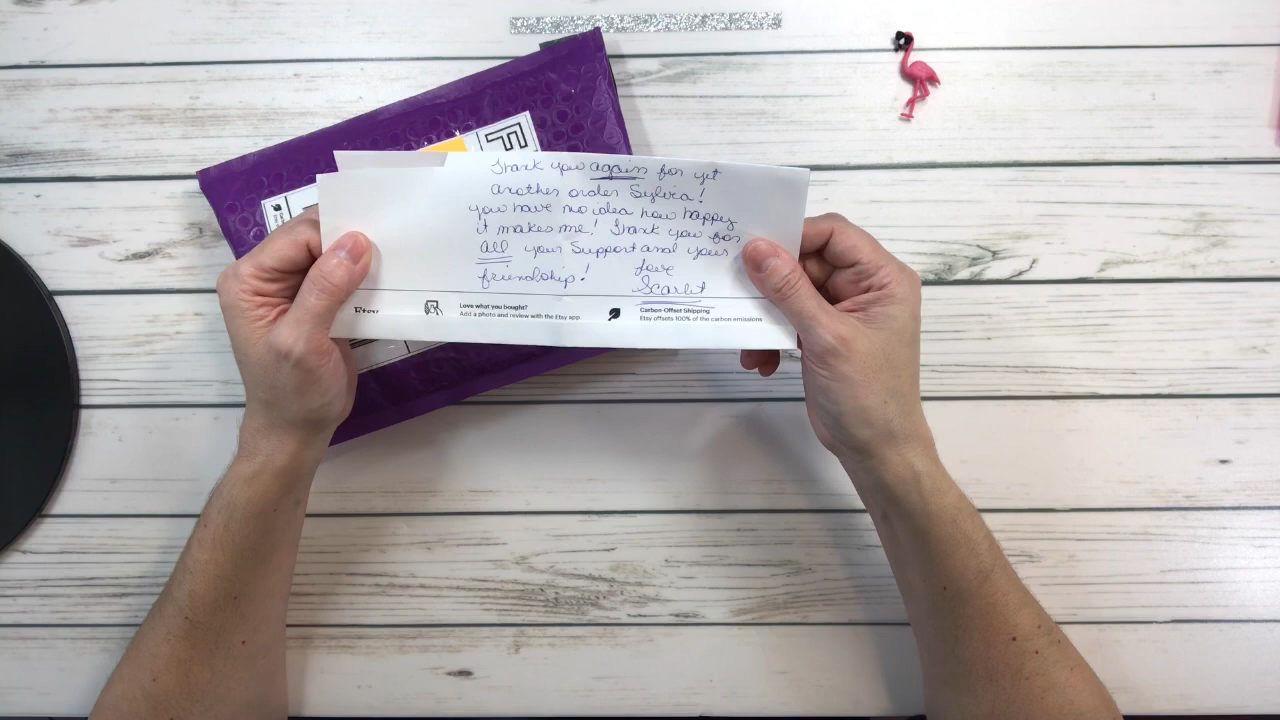 Thank you again for yet
another order Sylvia!
you have no idea how happy
it makes me! Thank you for
all your support and your
friendship!
Love
Scarlet
Etsy
Love what you bought?
Add a photo and review with the Etsy app.
Carbon-Offset Shipping
Etsy offsets 100% of the carbon emissions
F